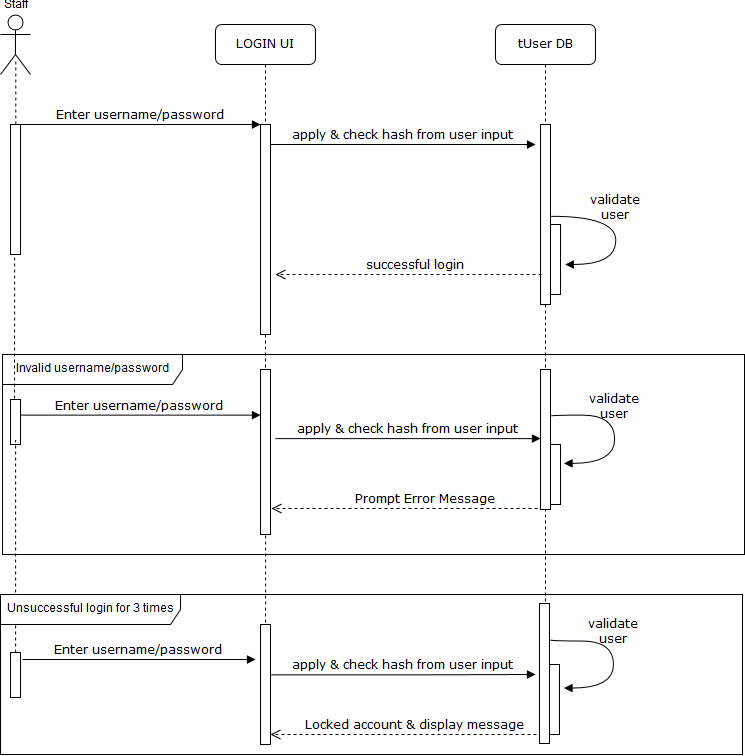 Staff
LOGIN UI
tUser DB
Enter username/password
apply & check hash from user input
validate
user
successful login
Invalid username/password
Enter username/password
apply & check hash from user input
validate
user
Prompt Error Message
Unsuccessful login for 3 times
Enter username/password
apply & check hash from user input
validate
user
Locked account & display message